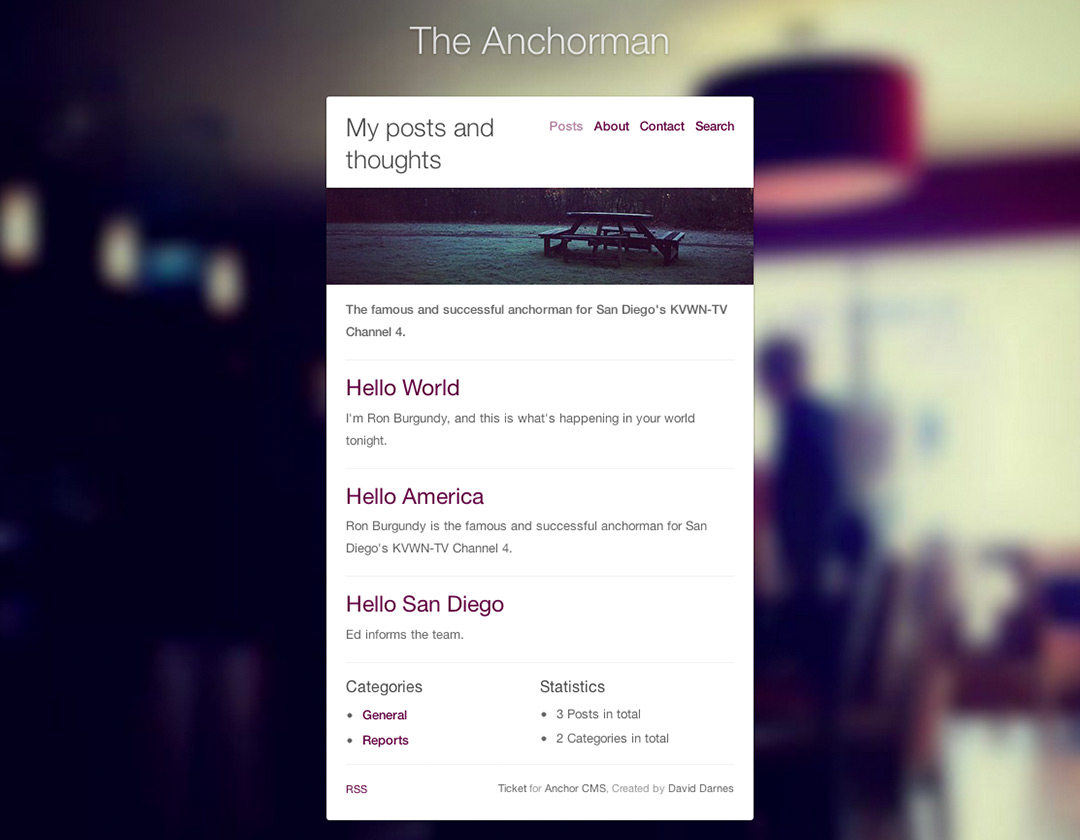 The Anchorman
My posts and
thoughts
Posts About Contact Search
The famous and successful anchorman for San Diego's KVWN-TV
Channel 4.
Hello World
I'm Ron Burgundy, and this is what's happening in your world
tonight.
Hello America
Ron Burgundy is the famous and successful anchorman for San
Diego's KVWN-TV Channel 4.
Hello San Diego
Ed informs the team.
Categories
• General
• Reports
Statistics
• 3 Posts in total
• 2 Categories in total
RSS
Ticket for Anchor CMS, Created by David Darnes